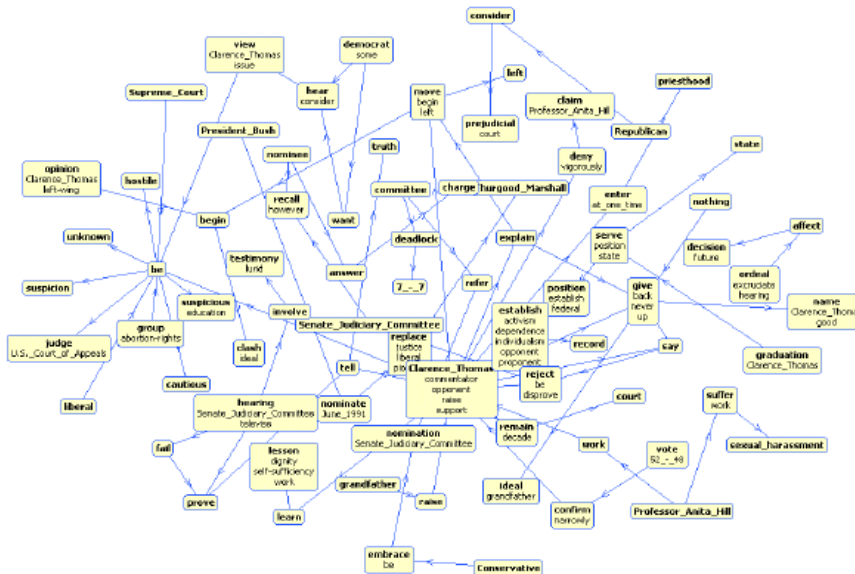 consider
view
Clarence_Thomas
issue
democrat
some
left
priesthood
Supreme_Court
hear
consider
move
begin
left
claim
Professor_Anita_Hil
prejudicial
court
President_Bush
Republican
state
truth
nominee
deny
vigorously
opinion
Clarence_Thomas
left-wing
hostile
recall
however
committee
charge
hurgood_Marshall
enter
at_one_time
nothing
begin
want
affect
unknown
deadlock
explain
serve
position
state
decision
future
testimony
lurid
be
answer
refer
ordeal
excruciate
hearing
suspicion
7_-_7
position
establish
federal
give
back
never
up
suspicious
education
involve
establish
activism
dependence
individualism
opponent
proponent
name
Clarence_Thomas
good
group
abortion-rights
Senate_Judiciary_Committee
judge
U.S._Court_of_Appeals
clash
ideal
replace
justice
liberal
record
say
graduation
Clarence_Thomas
tell
Clarence_Thomas
commentator
opponent
raise
support
reject
be
disprove
cautious
liberal
hearing
Senate_Judiciary_Committee
televise
nominate
June_1991
court
suffer
work
nomination
Senate_Judiciary_Committee
remain
decade
fail
lesson
dignity
self-sufficiency
work
work
vote
52_-_48
sexual_harassment
grandfather
raise
ideal
grandfather
prove
learn
confirm
narrowly
Professor_Anita_Hill
embrace
be
Conservative